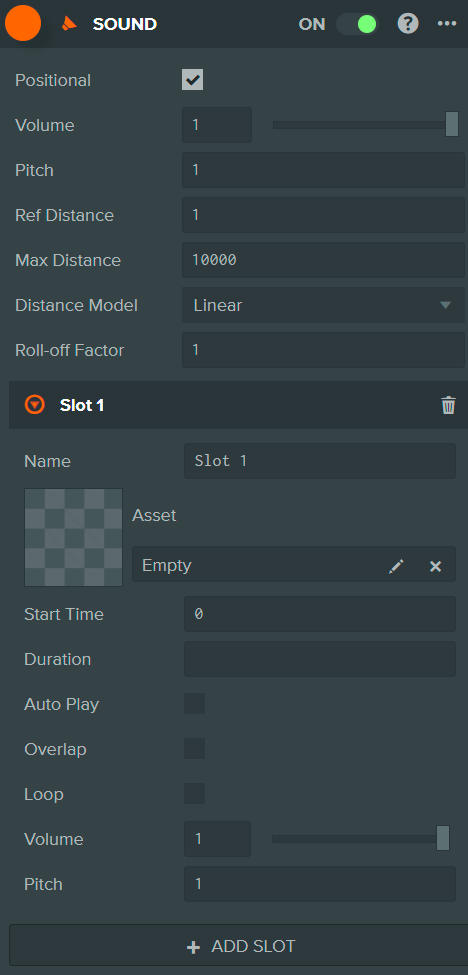 SOUND ON ? •••
Positional
Volume 1
Pitch 1
Ref Distance 1
Max Distance 10000
Distance Model Linear
Roll-off Factor 1
Slot 1
Name Slot 1
Asset
Empty
Start Time 0
Duration
Auto Play
Overlap
Loop
Volume 1
Pitch 1
+ ADD SLOT